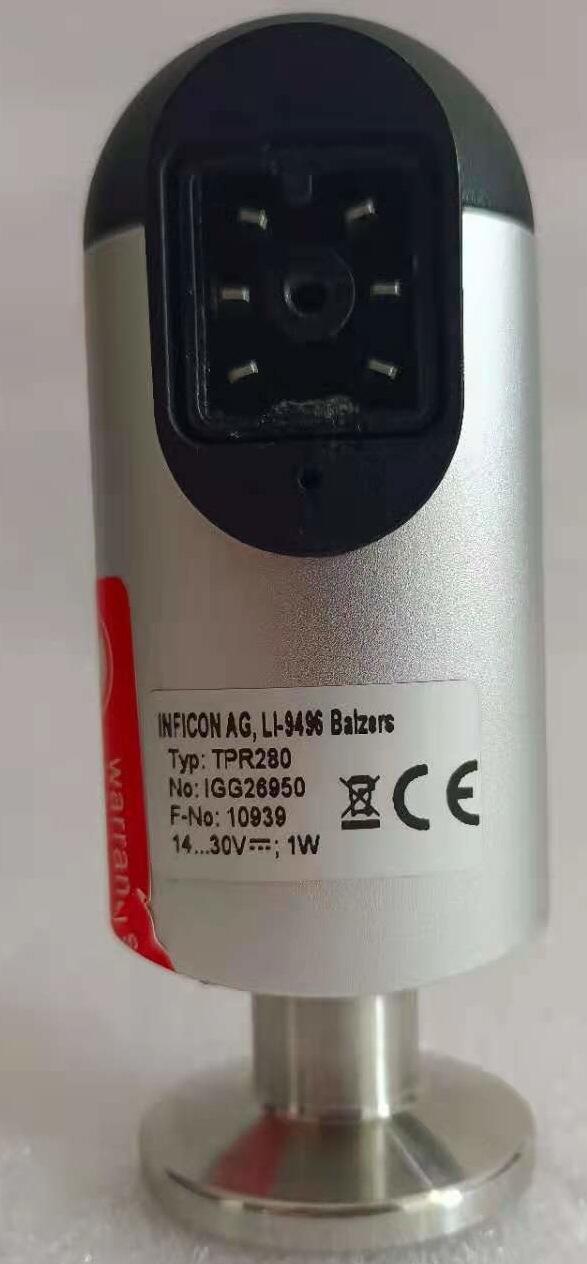 INFICON AG, LI-9496 Balzers
Typ: TPR280
No: IGG26950
F-No: 10939
14...30V⎓; 1W
CE